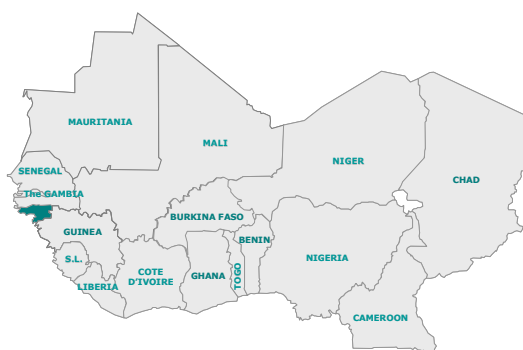 MAURITANIA
MALI
NIGER
CHAD
SENEGAL
The GAMBIA
BURKINA FASO
GUINEA
BENIN
NIGERIA
S.L.
COTE
D'IVOIRE
GHANA
TOGO
LIBERIA
CAMEROON